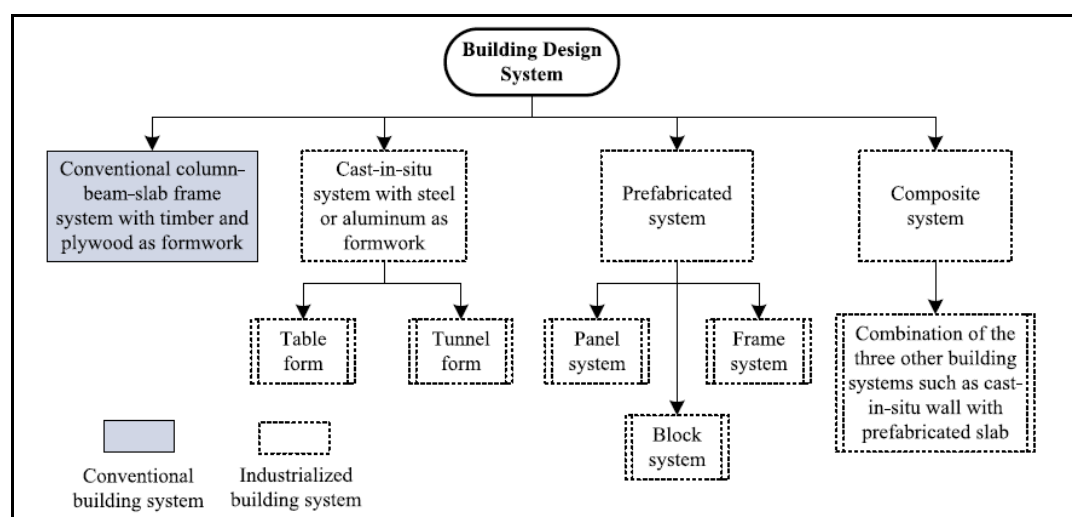 Building Design
System
Conventional column-
beam-slab frame
system with timber and
plywood as formwork
Cast-in-situ
system with steel
or aluminum as
formwork
Prefabricated
system
Composite
system
Table
form
Tunnel
form
Panel
system
Frame
system
Combination of the
three other building
systems such as cast-
in-situ wall with
prefabricated slab
Block
system
Conventional
building system
Industrialized
building system